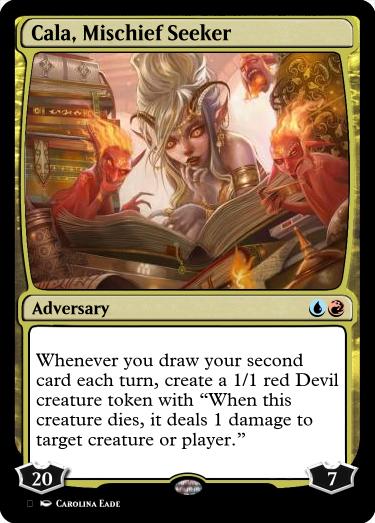 Cala, Mischief Seeker
Adversary
Whenever you draw your second
card each turn, create a 1/1 red Devil
creature token with “When this
creature dies, it deals 1 damage to
target creature or player.”
20
7
Carolina Eade